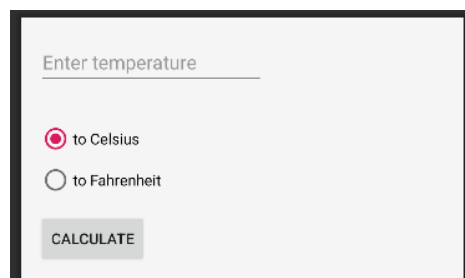 Enter temperature
to Celsius
to Fahrenheit
CALCULATE